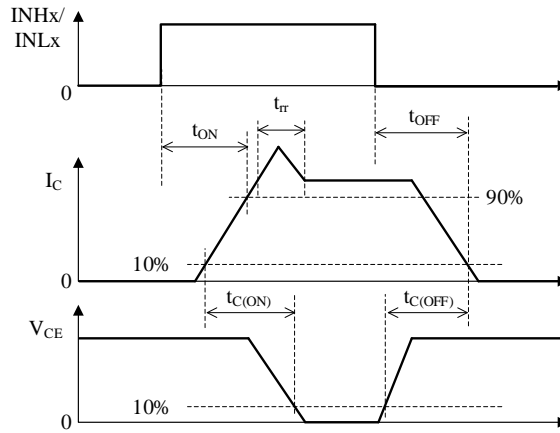 INHx/
INLx
0
tON
trr
tOFF
IC
90%
10%
0
tC(ON)
tC(OFF)
VCE
10%
0